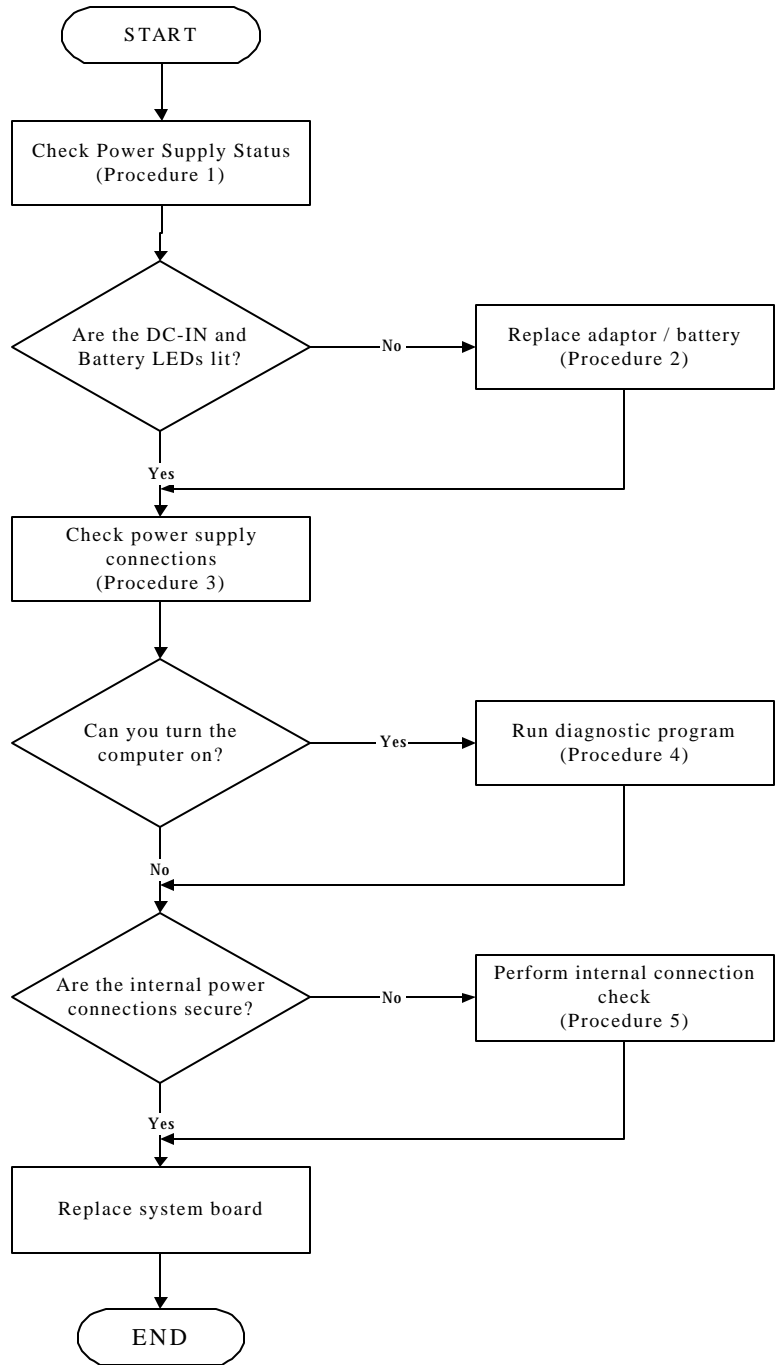 START
Check Power Supply Status
(Procedure 1)
Are the DC-IN and
Battery LEDs lit?
No
Replace adaptor / battery
(Procedure 2)
Yes
Check power supply
connections
(Procedure 3)
Can you turn the
computer on?
Yes
Run diagnostic program
(Procedure 4)
No
Are the internal power
connections secure?
No
Perform internal connection
check
(Procedure 5)
Yes
Replace system board
END